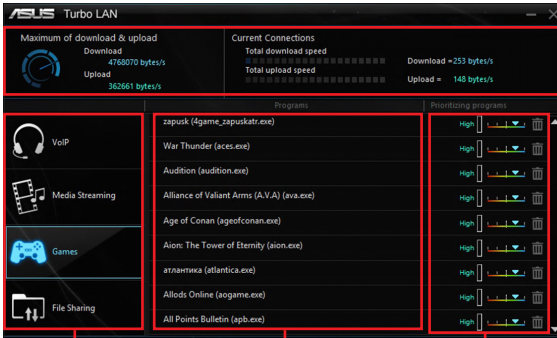 ASUS Turbo LAN
Maximum of download & upload
Download
4768070 bytes/s
Upload
362661 bytes/s
Current Connections
Total download speed
Download =253 bytes/s
Total upload speed
Upload = 148 bytes/s
Programs
Prioritizing programs
VoIP
Media Streaming
Games
File Sharing
zapusk (4game_zapuskatr.exe)
High
War Thunder (aces.exe)
High
Audition (audition.exe)
High
Alliance of Valiant Arms (A.V.A) (ava.exe)
High
Age of Conan (ageofconan.exe)
High
Aion: The Tower of Eternity (aion.exe)
High
атлантика (atlantica.exe)
High
Allods Online (aogame.exe)
High
All Points Bulletin (apb.exe)
High